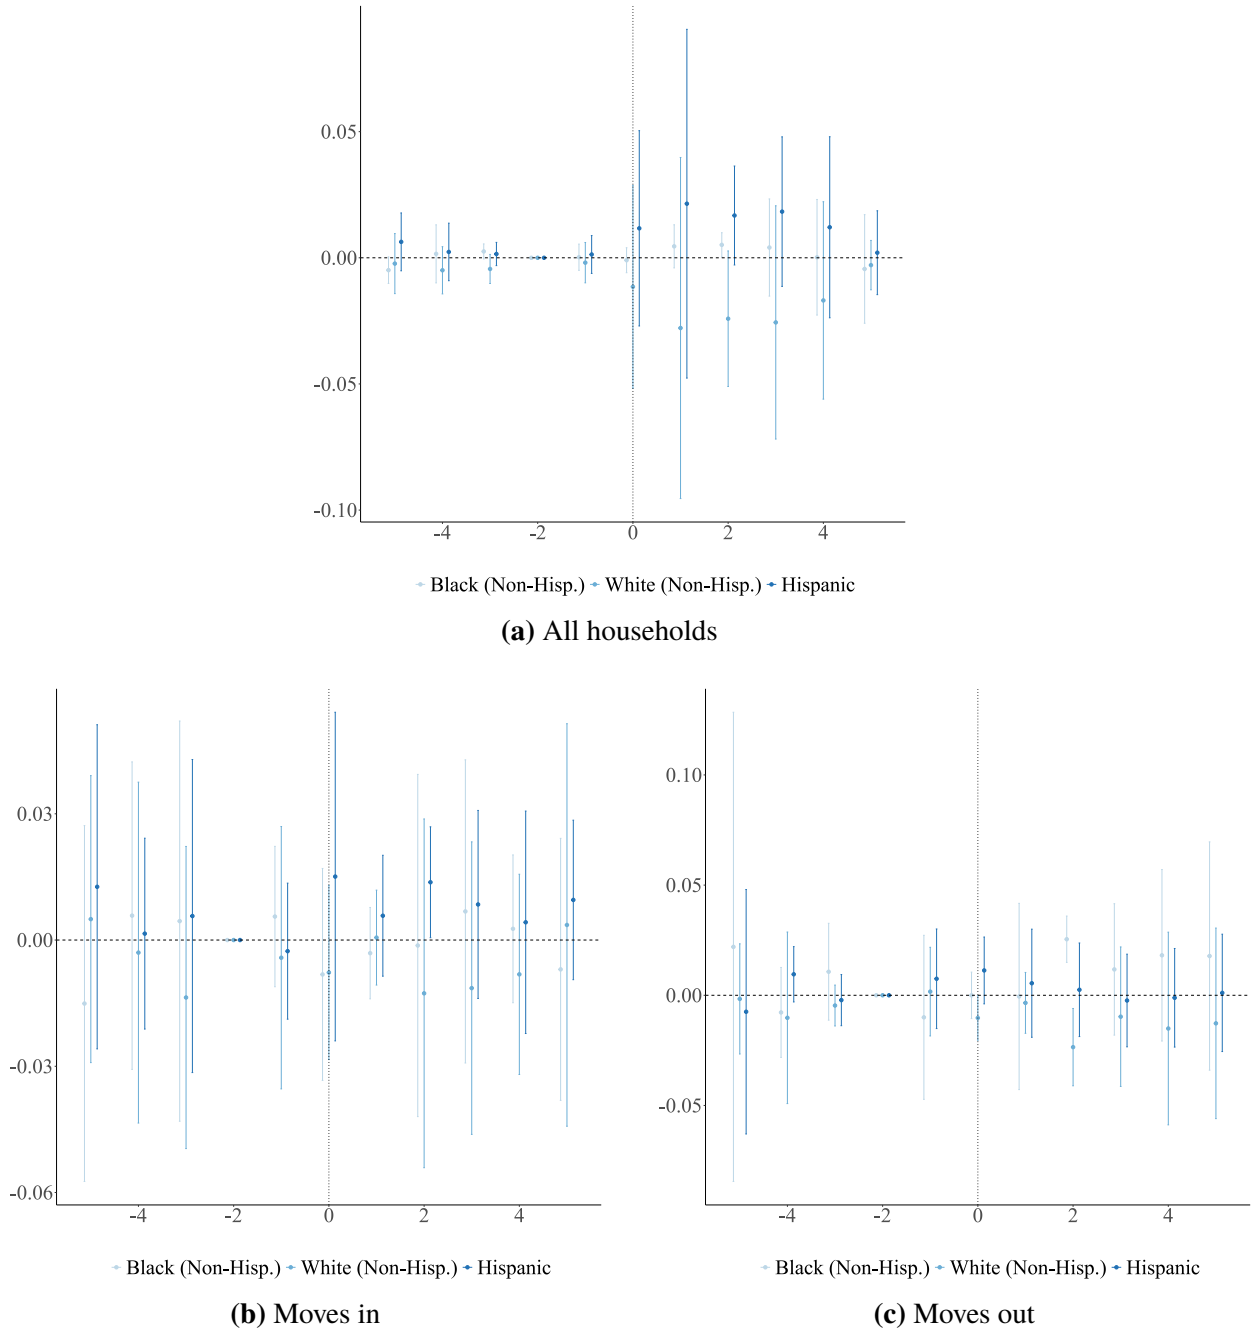 0.05
0.00
-0.05
-0.10
-4 -2 0 2 4
Black (Non-Hisp.) White (Non-Hisp.) Hispanic
(a) All households
0.03
0.00
-0.03
-0.06
-4 -2 0 2 4
Black (Non-Hisp.) White (Non-Hisp.) Hispanic
(b) Moves in
0.10
0.05
0.00
-0.05
-4 -2 0 2 4
Black (Non-Hisp.) White (Non-Hisp.) Hispanic
(c) Moves out